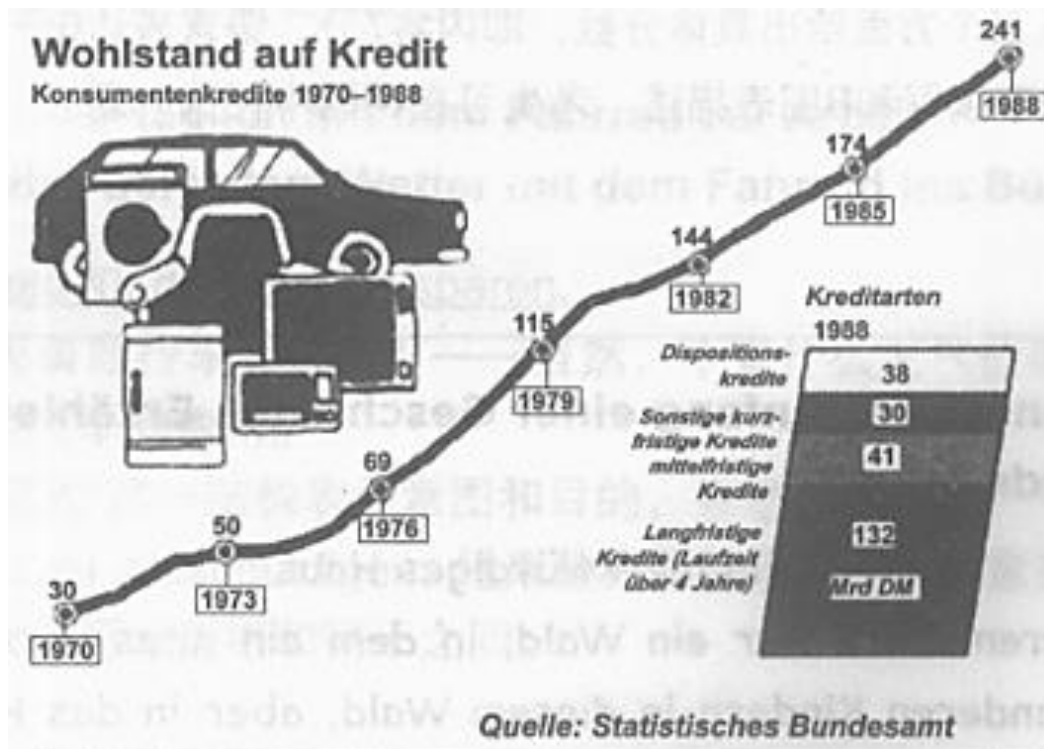 Wohlstand auf Kredit
Konsumentenkredite 1970–1988
30
1970
50
1973
69
1976
115
1979
144
1982
174
1985
241
1988
Kreditarten
1988
Dispositions-
kredite
38
Sonstige kurz-
fristige Kredite
30
mittelfristige
Kredite
41
Langfristige
Kredite (Laufzeit
über 4 Jahre)
132
Mrd DM
Quelle: Statistisches Bundesamt